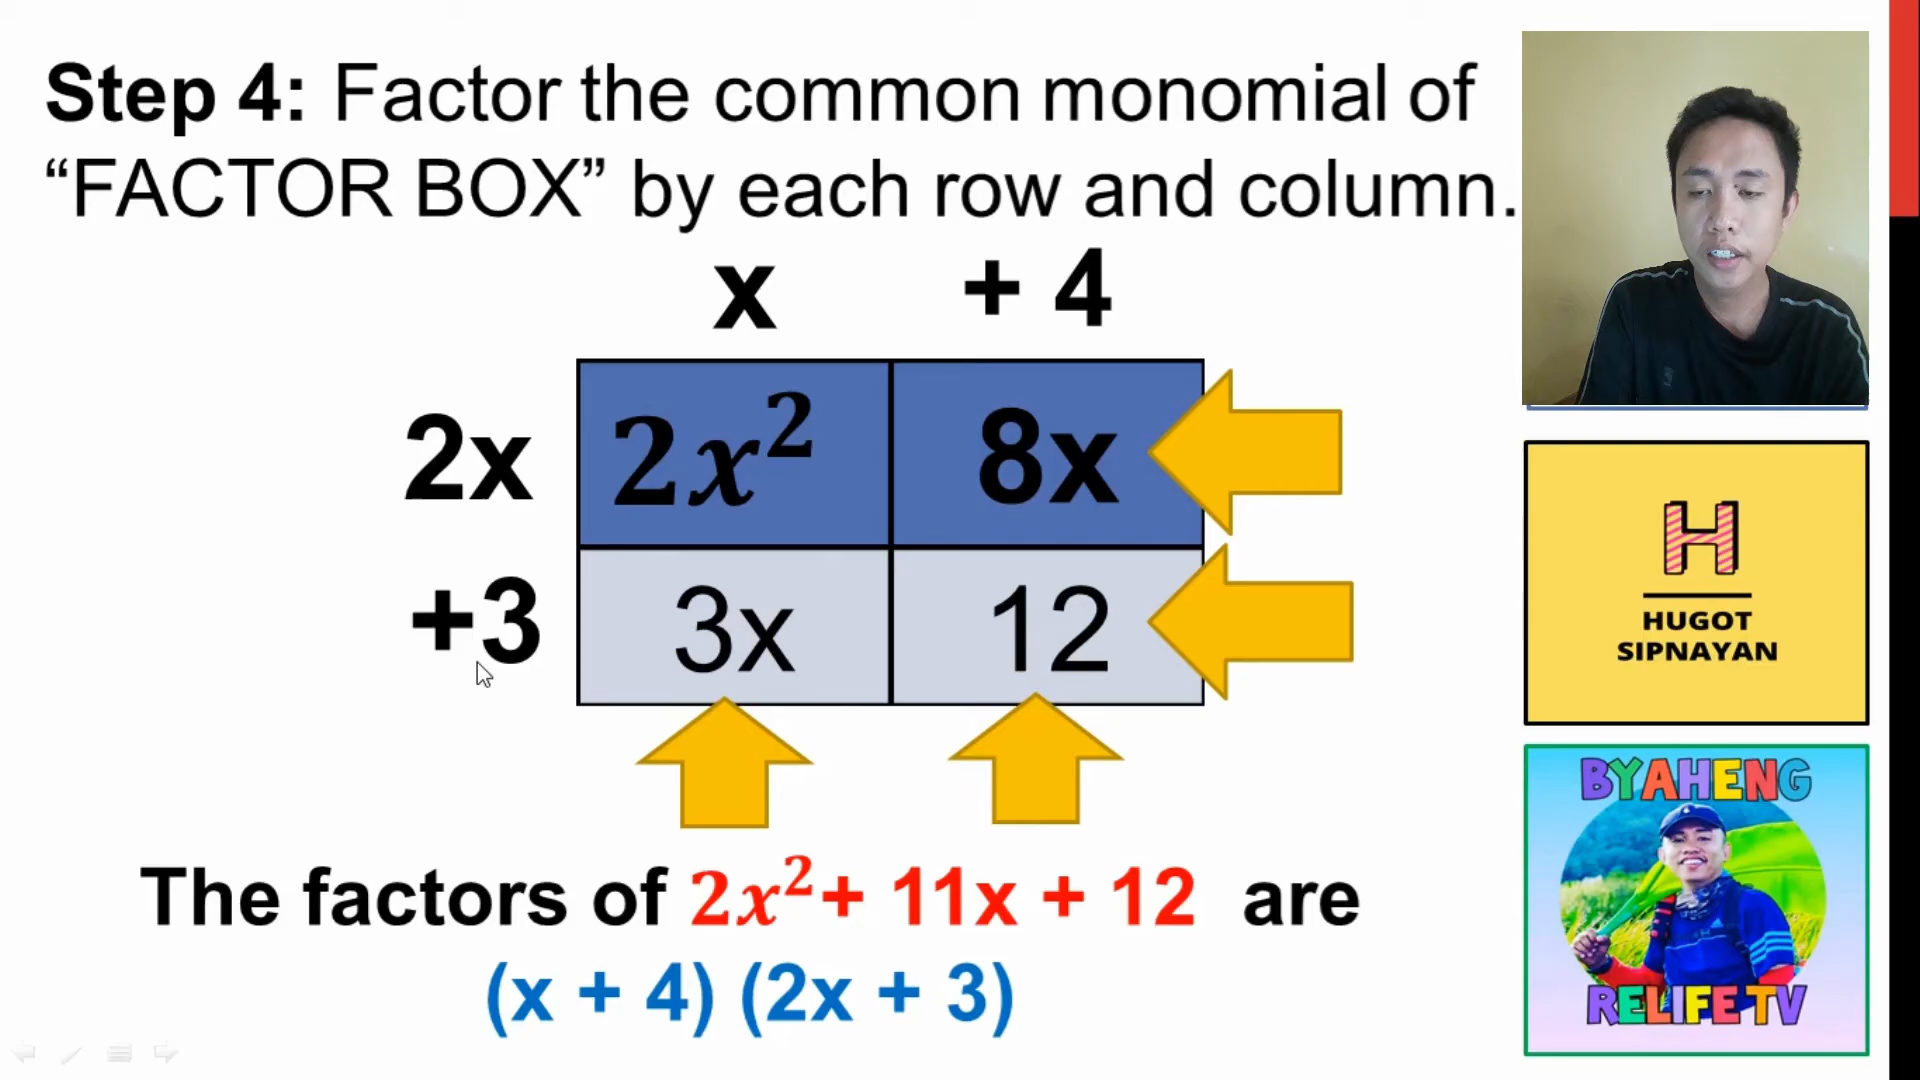 Step 4: Factor the common monomial of
“FACTOR BOX” by each row and column.
x + 4
2x 2x² 8x
+3 3x 12
The factors of 2x²+ 11x + 12 are
(x + 4) (2x + 3)
H
HUGOT
SIPNAYAN
BYAHENG
RELIFE TV